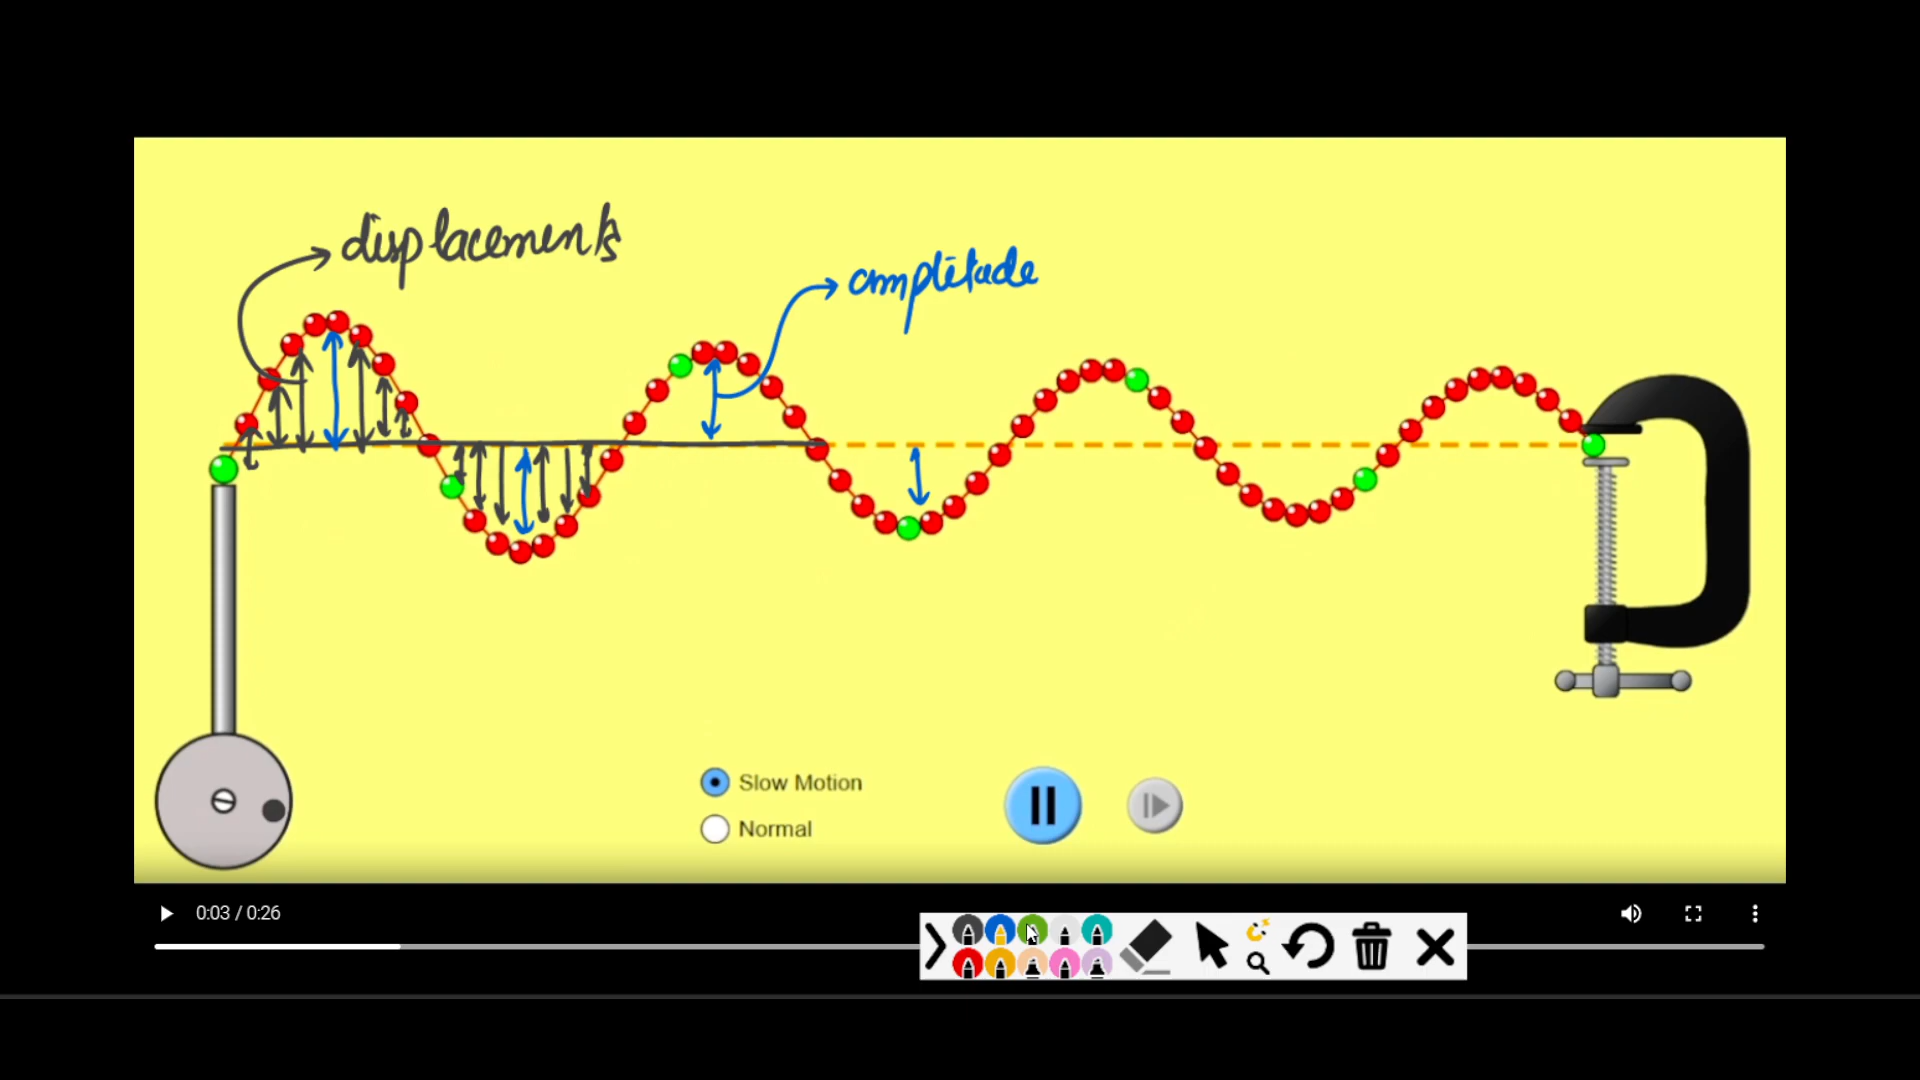 displacements
amplitude
Slow Motion
Normal
0:03 / 0:26